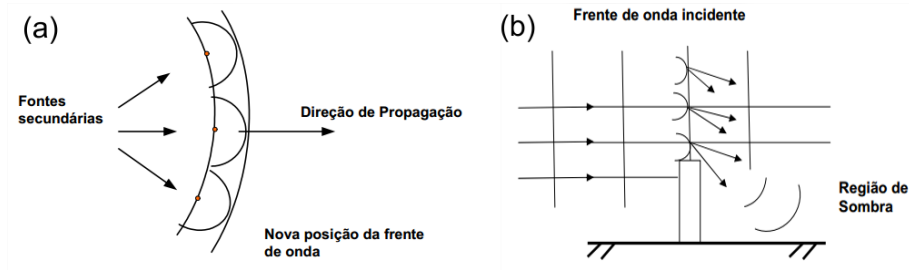 (a)
Fontes
secundárias
Direção de Propagação
Nova posição da frente
de onda
Frente de onda incidente
(b)
Região de
Sombra